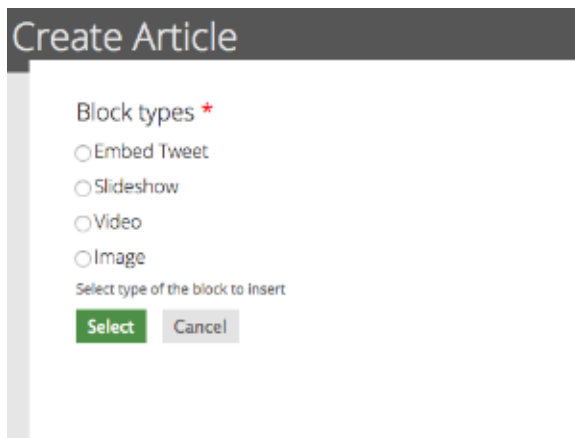 Create Article
Block types *
Embed Tweet
Slideshow
Video
Image
Select type of the block to insert
Select Cancel